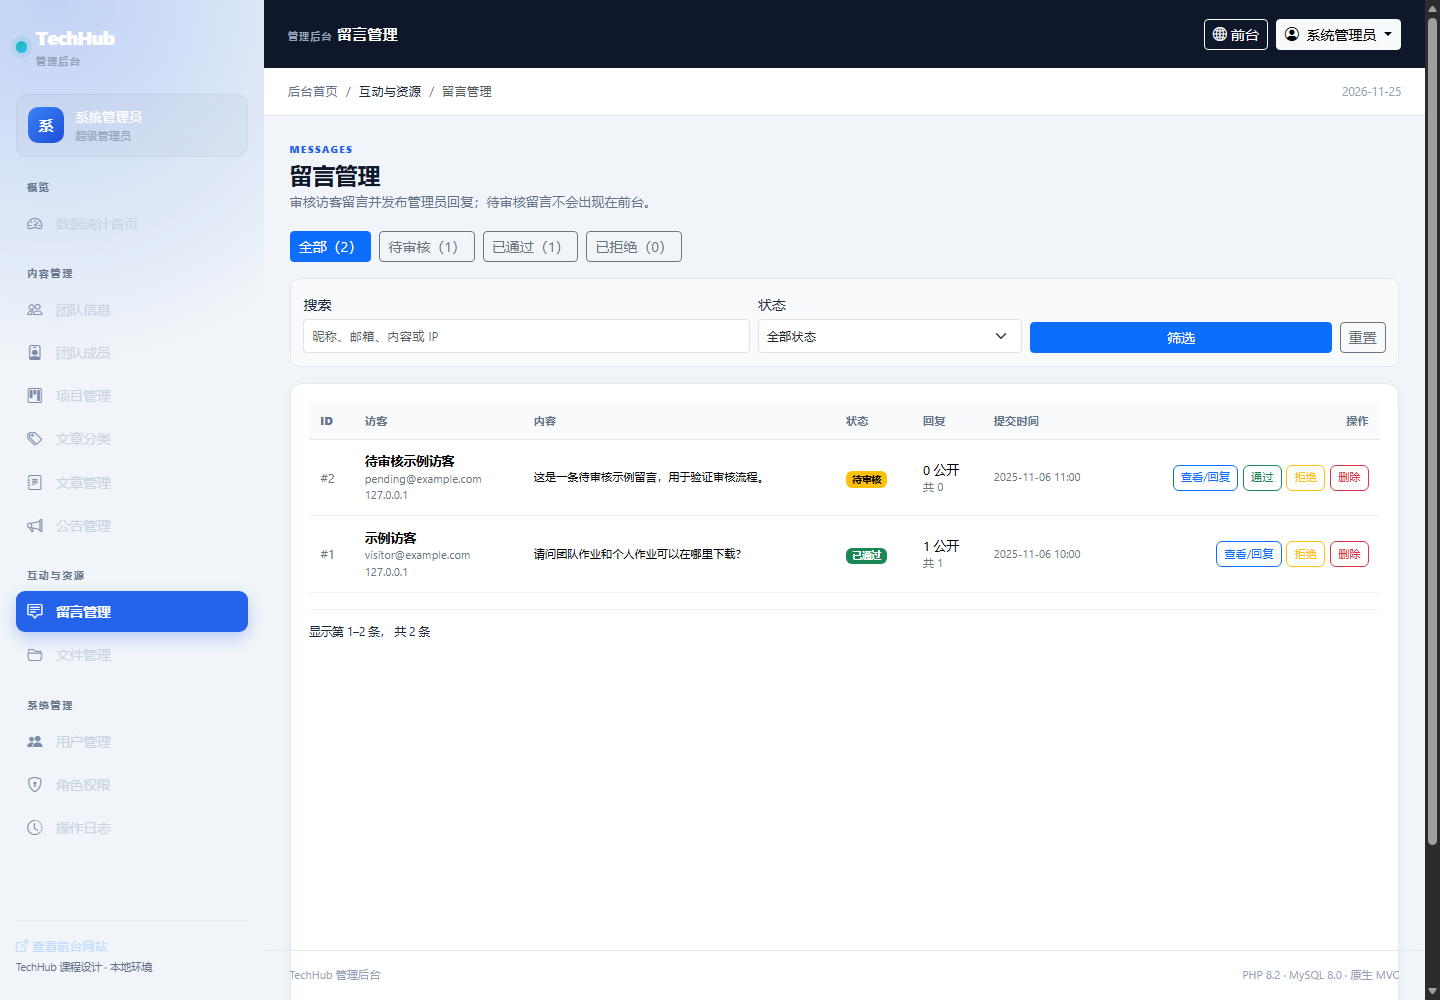 TechHub
管理后台
系
系统管理员
超级管理员
概览
数据统计首页
内容管理
团队信息
团队成员
项目管理
文章分类
文章管理
公告管理
互动与资源
留言管理
文件管理
系统管理
用户管理
角色权限
操作日志
查看前台网站
TechHub 课程设计 · 本地环境
管理后台 留言管理
前台
系统管理员
后台首页 / 互动与资源 / 留言管理
2026-11-25
MESSAGES
留言管理
审核访客留言并发布管理员回复；待审核留言不会出现在前台。
全部（2） 待审核（1） 已通过（1） 已拒绝（0）
搜索 状态
昵称、邮箱、内容或 IP 全部状态 筛选 重置
ID 访客 内容 状态 回复 提交时间 操作
#2 待审核示例访客 这是一条待审核示例留言，用于验证审核流程。 待审核 0 公开 2025-11-06 11:00 查看/回复 通过 拒绝 删除
pending@example.com 共 0
127.0.0.1
#1 示例访客 请问团队作业和个人作业可以在哪里下载？ 已通过 1 公开 2025-11-06 10:00 查看/回复 拒绝 删除
visitor@example.com 共 1
127.0.0.1
显示第 1–2 条， 共 2 条
TechHub 管理后台
PHP 8.2 · MySQL 8.0 · 原生 MVC